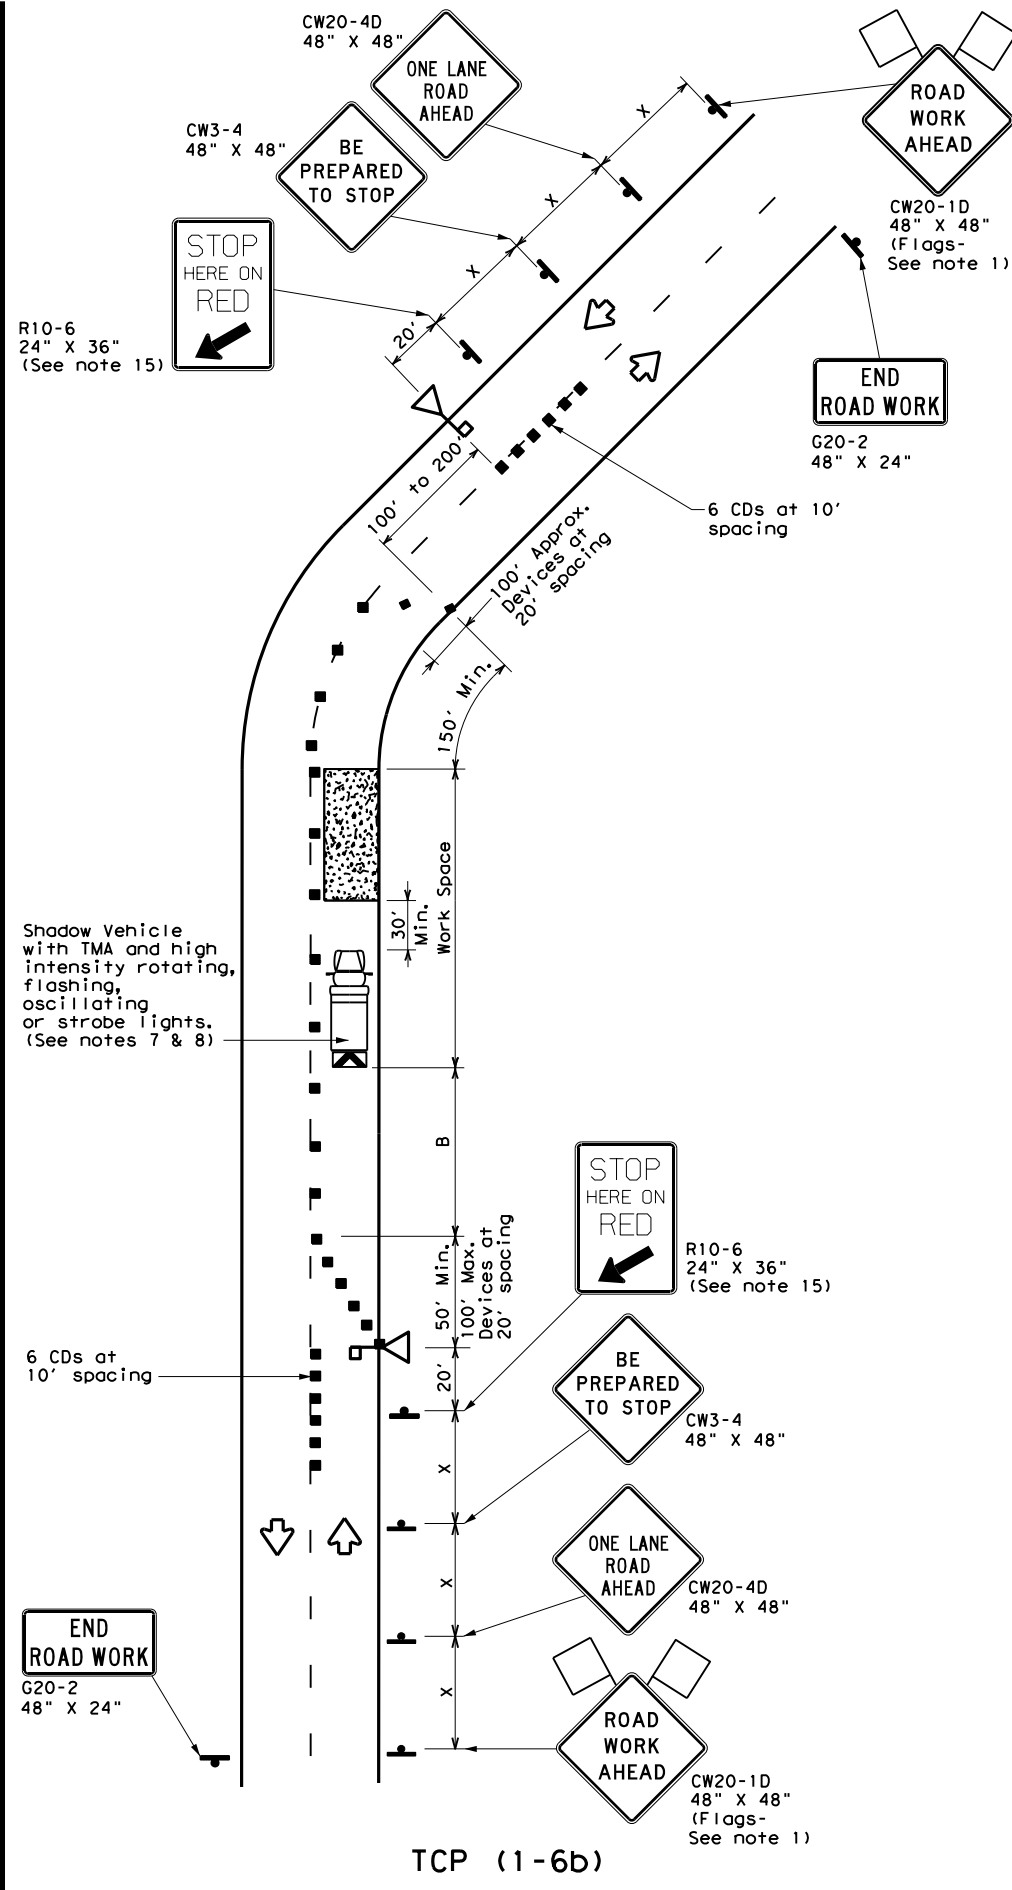 CW20-4D
48" X 48"
ONE LANE
ROAD
AHEAD
ROAD
WORK
AHEAD
CW20-1D
48" X 48"
(Flags-
See note 1)
CW3-4
48" X 48"
BE
PREPARED
TO STOP
X
X
X
20'
STOP
HERE ON
RED
R10-6
24" X 36"
(See note 15)
END
ROAD WORK
G20-2
48" X 24"
100' to 200'
6 CDs at 10'
spacing
100' Approx.
Devices at
20' spacing
150' Min.
Work Space
30'
Min.
Shadow Vehicle
with TMA and high
intensity rotating,
flashing,
oscillating
or strobe lights.
(See notes 7 & 8)
B
50' Min.
100' Max.
Devices at
20' spacing
STOP
HERE ON
RED
R10-6
24" X 36"
(See note 15)
6 CDs at
10' spacing
20'
BE
PREPARED
TO STOP
CW3-4
48" X 48"
X
ONE LANE
ROAD
AHEAD
CW20-4D
48" X 48"
X
END
ROAD WORK
G20-2
48" X 24"
X
ROAD
WORK
AHEAD
CW20-1D
48" X 48"
(Flags-
See note 1)
TCP (1-6b)